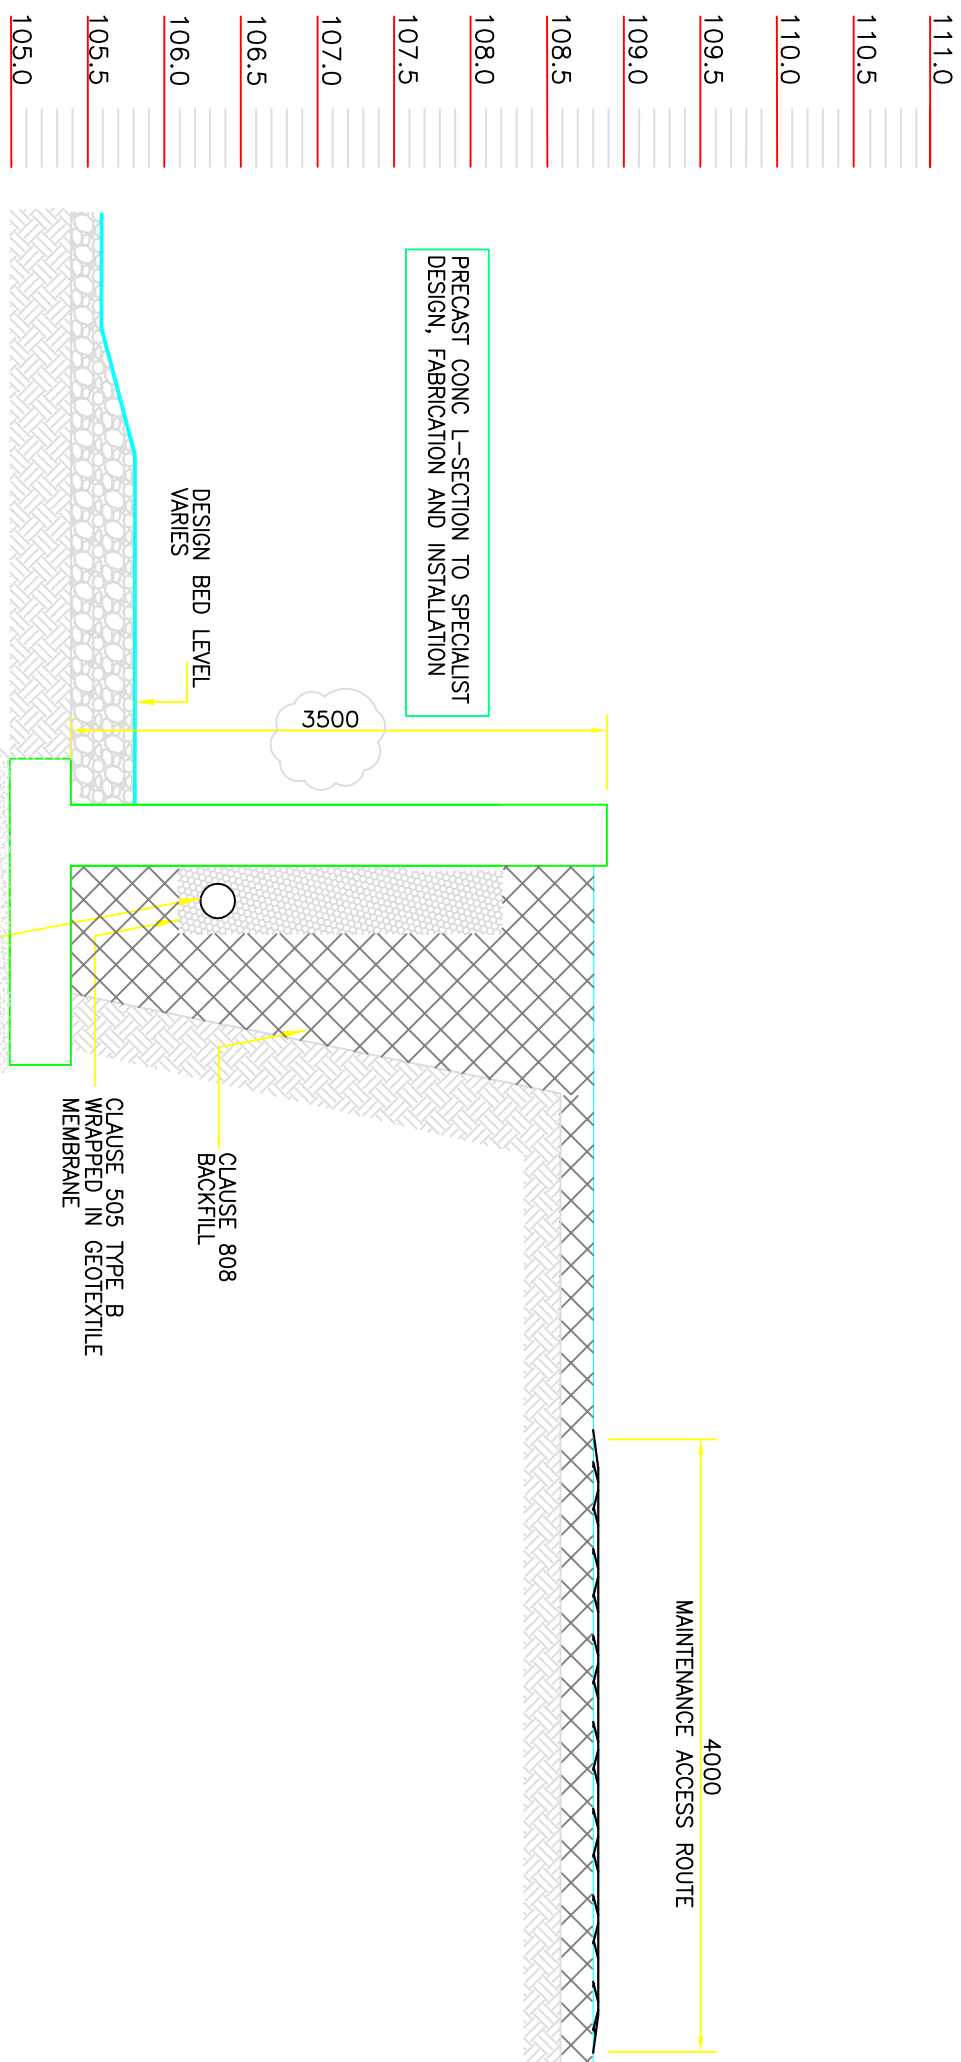 111.0
110.5
110.0
109.5
109.0
108.5
108.0
107.5
107.0
106.5
106.0
105.5
105.0
PRECAST CONC L-SECTION TO SPECIALIST
DESIGN, FABRICATION AND INSTALLATION
DESIGN BED LEVEL
VARIES
3500
CLAUSE 808
BACKFILL
CLAUSE 505 TYPE B
WRAPPED IN GEOTEXTILE
MEMBRANE
4000
MAINTENANCE ACCESS ROUTE